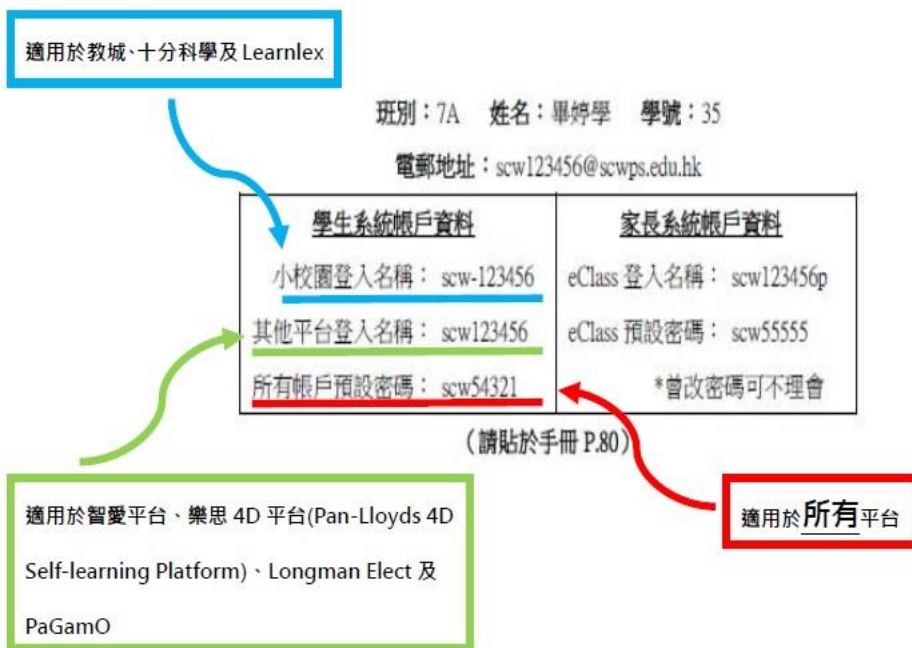 適用於教城、十分科學及 Learnlex
班別：7A 姓名：畢婷學 學號：35
電郵地址：scw123456@scwps.edu.hk
學生系統帳戶資料
小校園登入名稱： scw-123456
其他平台登入名稱： scw123456
所有帳戶預設密碼： scw54321
家長系統帳戶資料
eClass 登入名稱： scw123456p
eClass 預設密碼： scw55555
*曾改密碼可不理會
（請貼於手冊 P.80）
適用於智愛平台、樂思 4D 平台(Pan-Lloyds 4D
Self-learning Platform)、Longman Elect 及
PaGamO
適用於所有平台